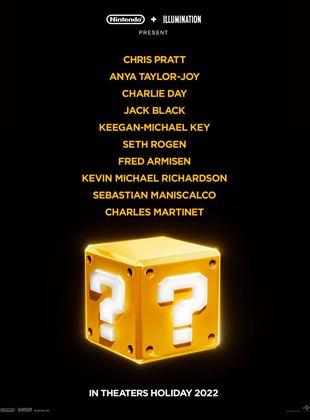 Nintendo + ILLUMINATION
PRESENT
CHRIS PRATT
ANYA TAYLOR-JOY
CHARLIE DAY
JACK BLACK
KEEGAN-MICHAEL KEY
SETH ROGEN
FRED ARMISEN
KEVIN MICHAEL RICHARDSON
SEBASTIAN MANISCALCO
CHARLES MARTINET
? ?
IN THEATERS HOLIDAY 2022